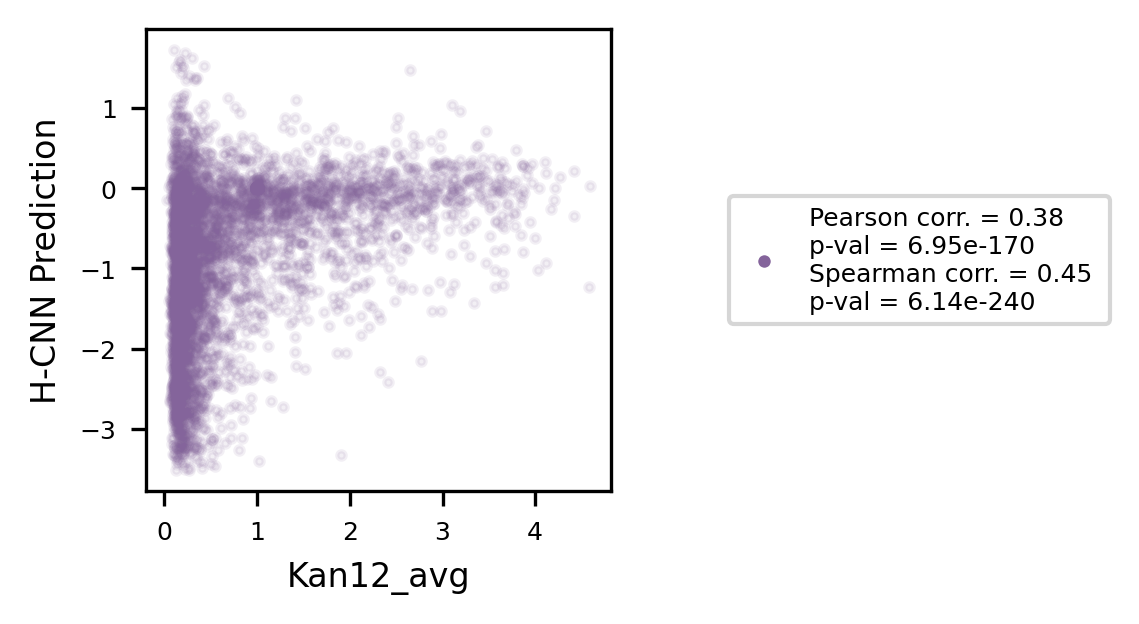 H-CNN Prediction
1
0
−1
−2
−3
0 1 2 3 4
Kan12_avg
Pearson corr. = 0.38
p-val = 6.95e-170
Spearman corr. = 0.45
p-val = 6.14e-240